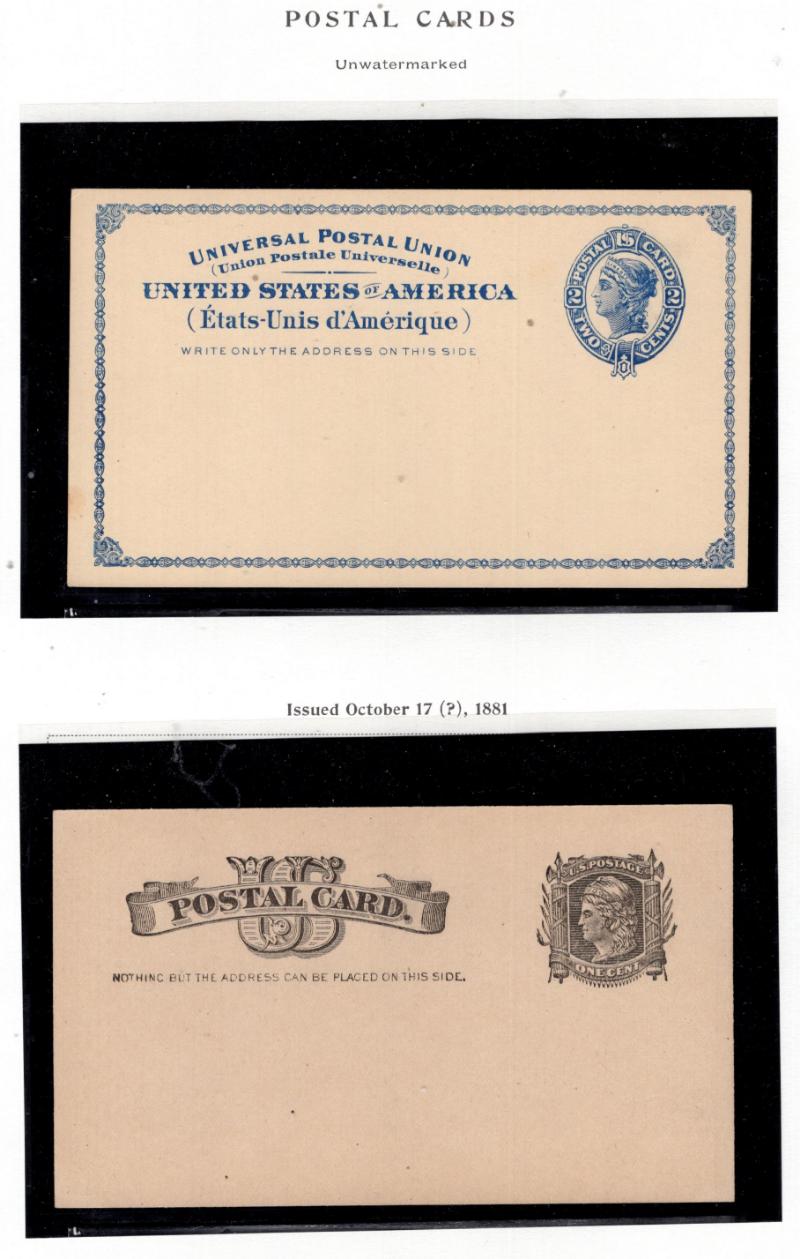 POSTAL CARDS
Unwatermarked
UNIVERSAL POSTAL UNION
(Union Postale Universelle)
UNITED STATES OF AMERICA
(États-Unis d'Amérique)
WRITE ONLY THE ADDRESS ON THIS SIDE
POSTAL US CARD
2 2
TWO CENTS
Issued October 17 (?), 1881
US
POSTAL CARD.
NOTHING BUT THE ADDRESS CAN BE PLACED ON THIS SIDE.
U.S. POSTAGE
ONE CENT